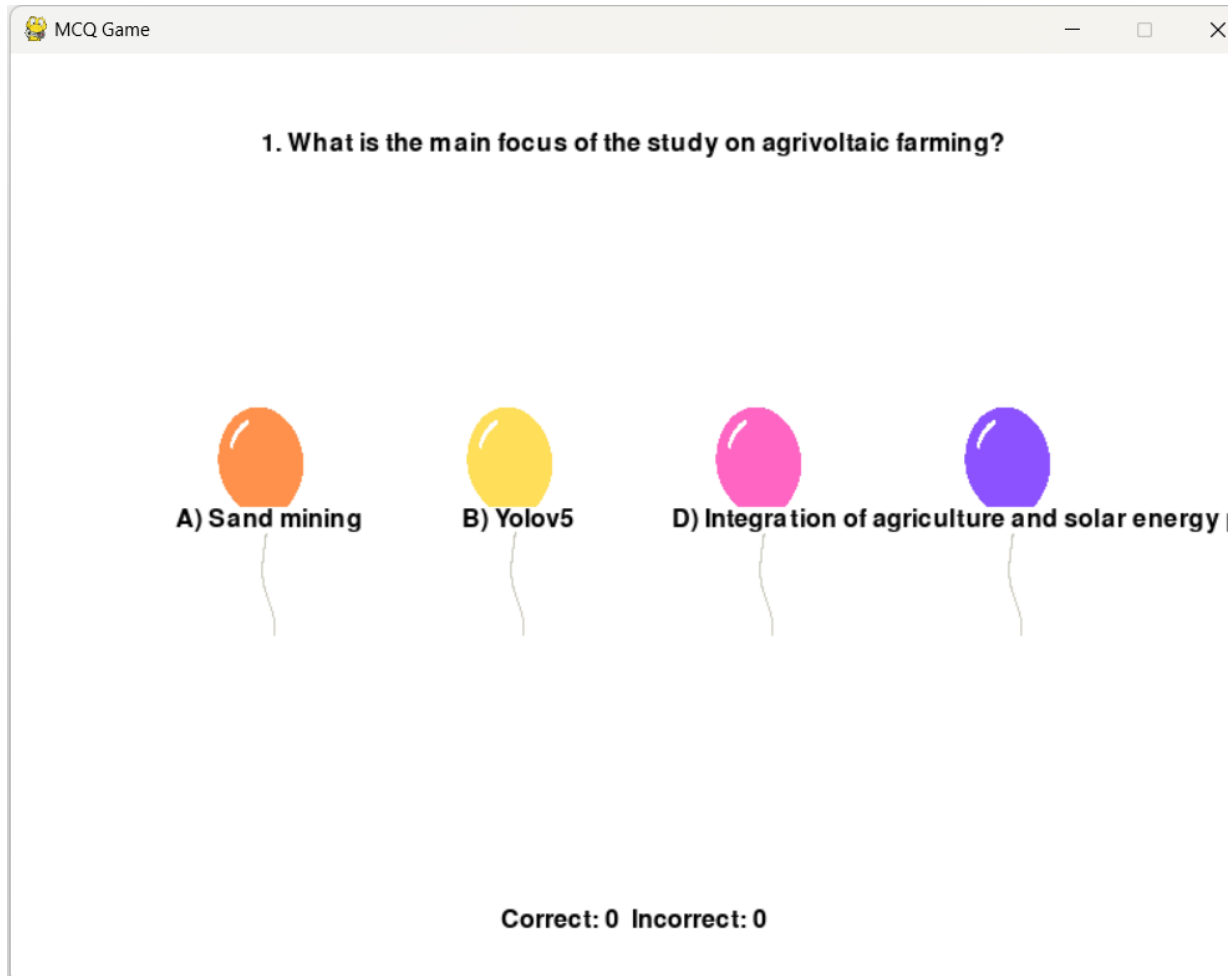 MCQ Game
1. What is the main focus of the study on agrivoltaic farming?
A) Sand mining B) Yolov5 D) Integration of agriculture and solar energy
Correct: 0 Incorrect: 0